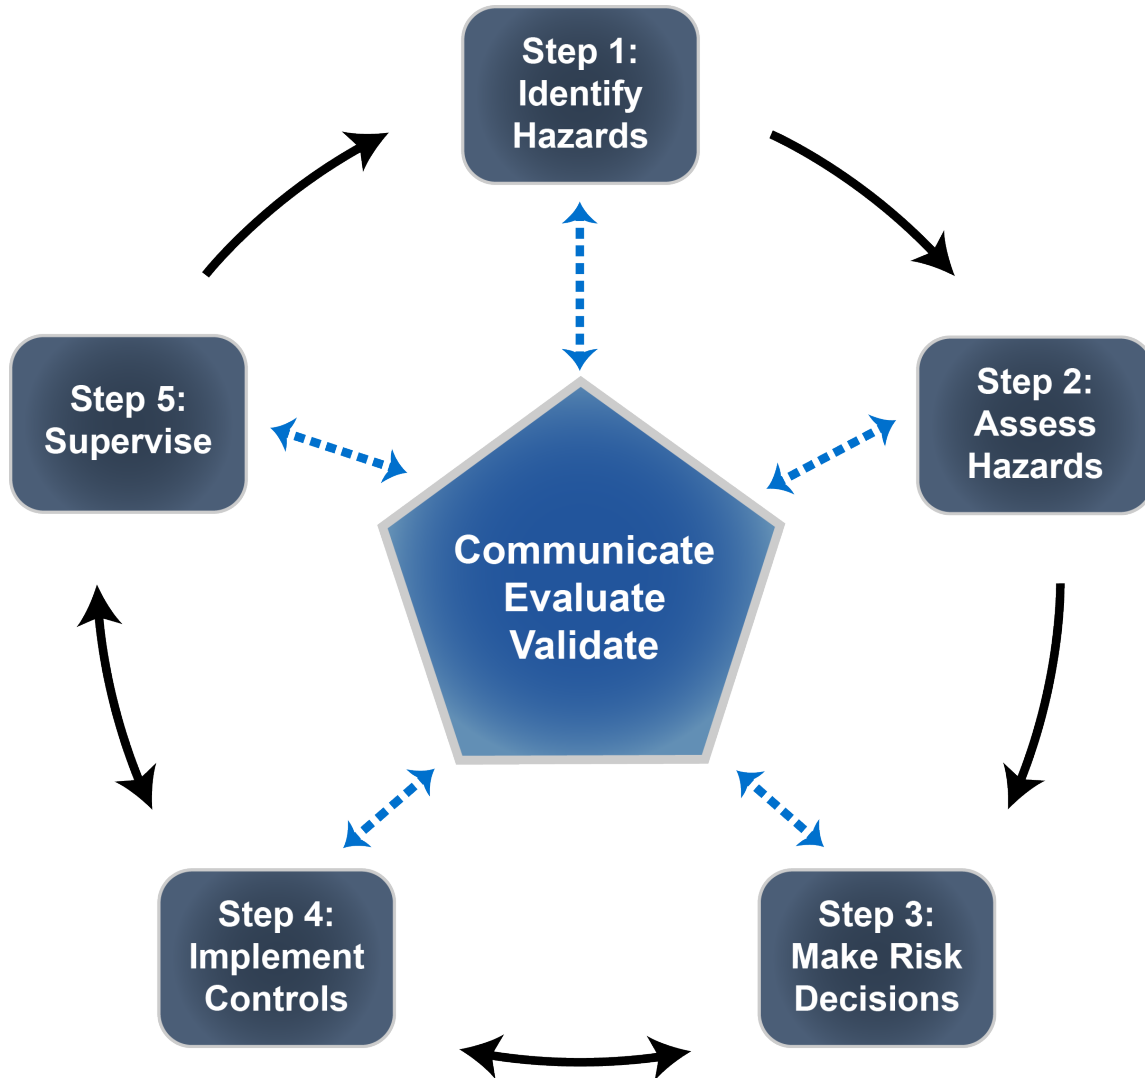 Step 1:
Identify
Hazards
Step 2:
Assess
Hazards
Step 3:
Make Risk
Decisions
Step 4:
Implement
Controls
Step 5:
Supervise
Communicate
Evaluate
Validate